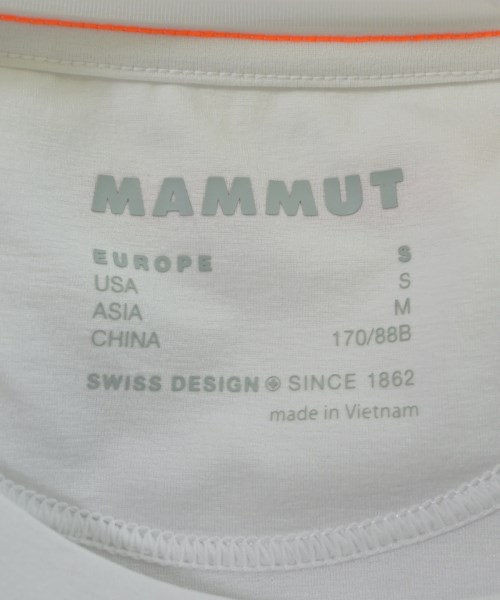 MAMMUT
EUROPE S
USA S
ASIA M
CHINA 170/88B
SWISS DESIGN SINCE 1862
made in Vietnam